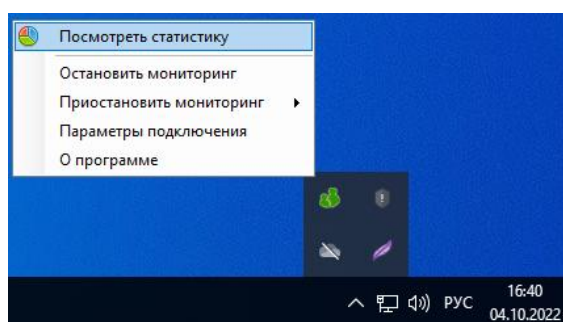 Посмотреть статистику
Остановить мониторинг
Приостановить мониторинг
Параметры подключения
О программе
РУС
16:40
04.10.2022